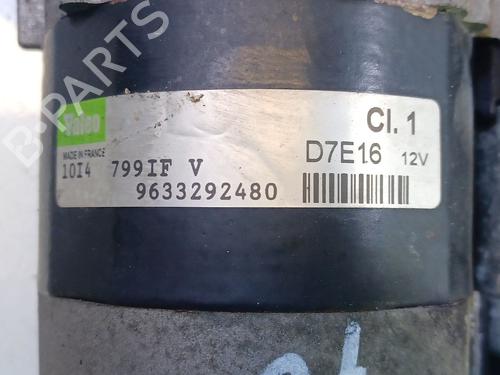 B-PARTS
Valeo
MADE IN FRANCE
Cl. 1
D7E16 12V
10I4 799IF V
9633292480